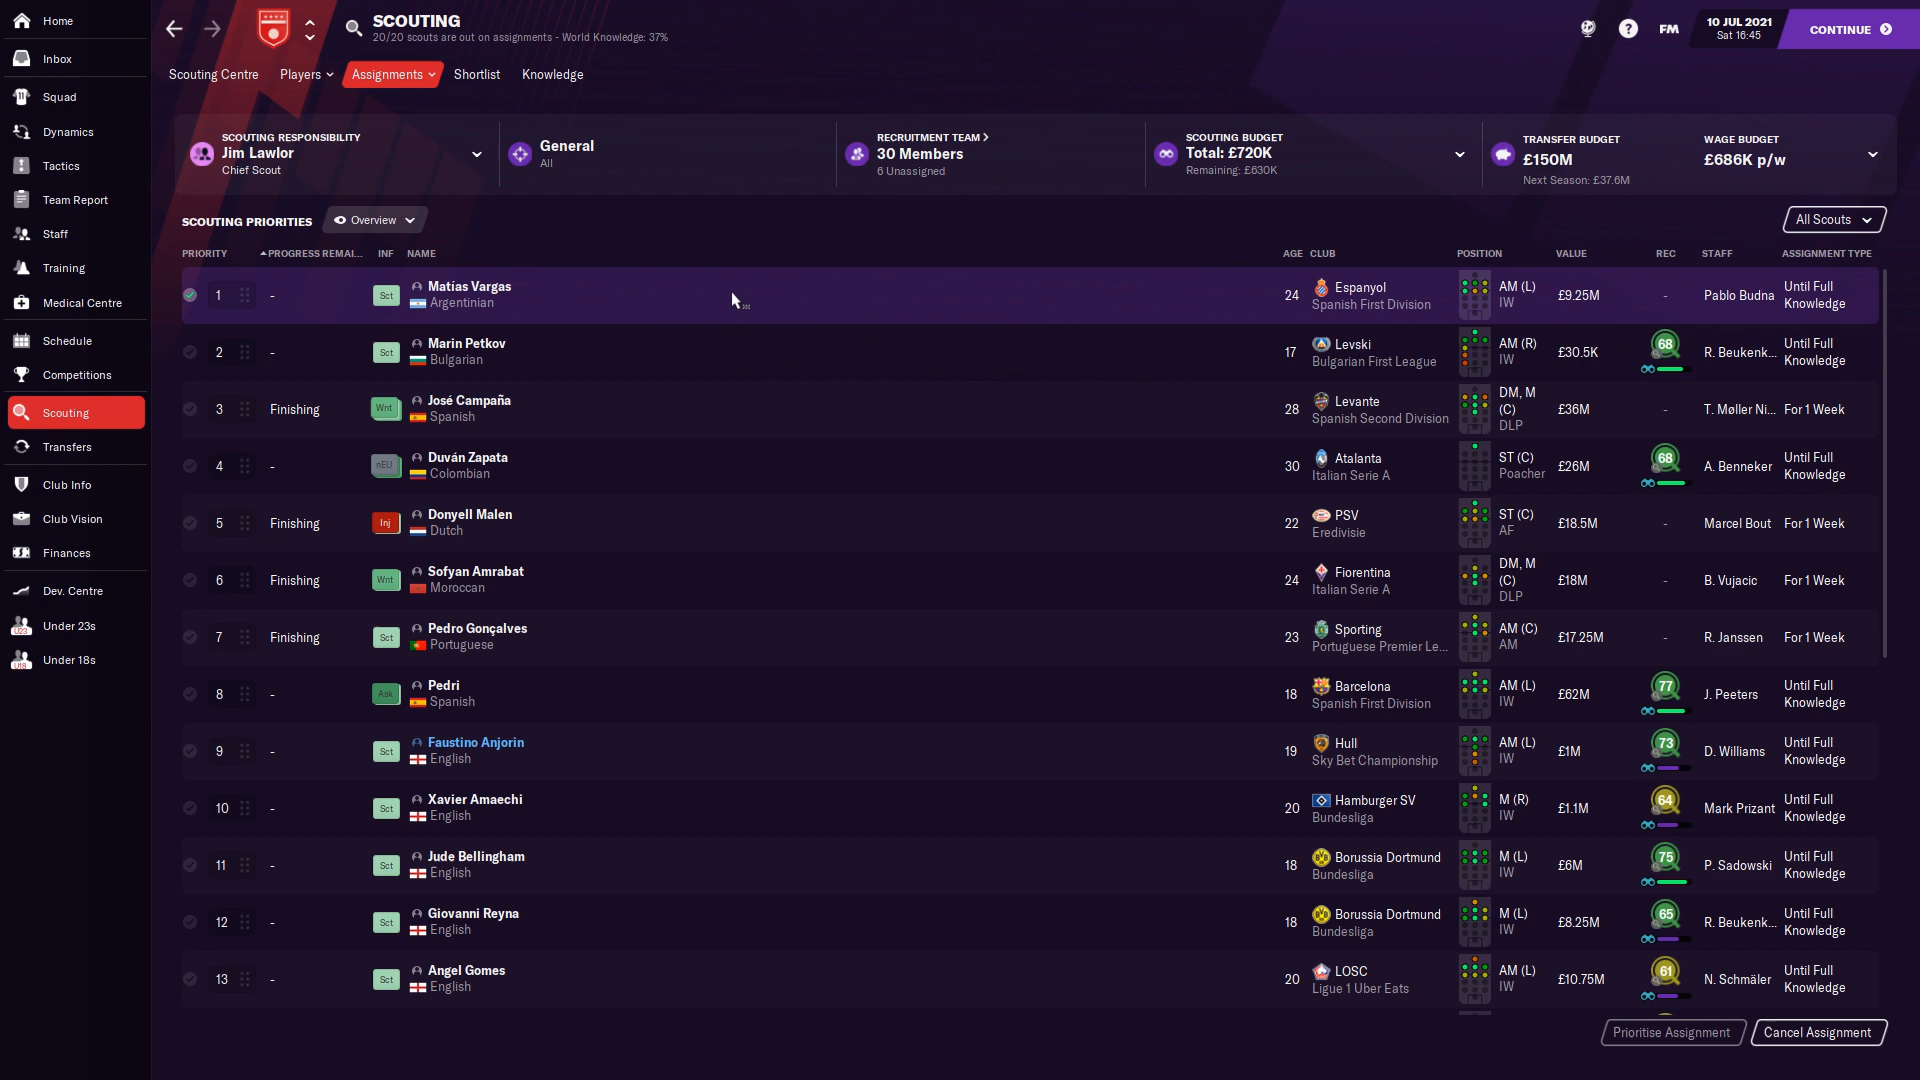 Home
Inbox
Squad
Dynamics
Tactics
Team Report
Staff
Training
Medical Centre
Schedule
Competitions
Scouting
Transfers
Club Info
Club Vision
Finances
Dev. Centre
U23
Under 23s
U18
Under 18s
SCOUTING
20/20 scouts are out on assignments - World Knowledge: 37%
?
FM
10 JUL 2021
Sat 16:45
CONTINUE
Scouting Centre
Players
Assignments
Shortlist
Knowledge
SCOUTING RESPONSIBILITY
Jim Lawlor
Chief Scout
General
All
RECRUITMENT TEAM
30 Members
6 Unassigned
SCOUTING BUDGET
Total: £720K
Remaining: £630K
TRANSFER BUDGET
£150M
Next Season: £37.6M
WAGE BUDGET
£686K p/w
SCOUTING PRIORITIES
Overview
All Scouts
PRIORITY PROGRESS REMAI... INF NAME AGE CLUB POSITION VALUE REC STAFF ASSIGNMENT TYPE
1 - Sct Matías Vargas 24 Espanyol AM (L) £9.25M - Pablo Budna Until Full
Argentinian Spanish First Division IW Knowledge
2 - Sct Marin Petkov 17 Levski AM (R) £30.5K 68 R. Beukenk... Until Full
Bulgarian Bulgarian First League IW Knowledge
3 Finishing Wnt José Campaña 28 Levante DM, M (C) £36M - T. Møller Ni... For 1 Week
Spanish Spanish Second Division DLP
4 - nEU Duván Zapata 30 Atalanta ST (C) £26M 68 A. Benneker Until Full
Colombian Italian Serie A Poacher Knowledge
5 Finishing Inj Donyell Malen 22 PSV ST (C) £18.5M - Marcel Bout For 1 Week
Dutch Eredivisie AF
6 Finishing Wnt Sofyan Amrabat 24 Fiorentina DM, M (C) £18M - B. Vujacic For 1 Week
Moroccan Italian Serie A DLP
7 Finishing Sct Pedro Gonçalves 23 Sporting AM (C) £17.25M - R. Janssen For 1 Week
Portuguese Portuguese Premier Le... AM
8 - Ask Pedri 18 Barcelona AM (L) £62M 77 J. Peeters Until Full
Spanish Spanish First Division IW Knowledge
9 - Sct Faustino Anjorin 19 Hull AM (L) £1M 73 D. Williams Until Full
English Sky Bet Championship IW Knowledge
10 - Sct Xavier Amaechi 20 Hamburger SV M (R) £1.1M 64 Mark Prizant Until Full
English Bundesliga IW Knowledge
11 - Sct Jude Bellingham 18 Borussia Dortmund M (L) £6M 75 P. Sadowski Until Full
English Bundesliga IW Knowledge
12 - Sct Giovanni Reyna 18 Borussia Dortmund M (L) £8.25M 65 R. Beukenk... Until Full
English Bundesliga IW Knowledge
13 - Sct Angel Gomes 20 LOSC AM (L) £10.75M 61 N. Schmäler Until Full
English Ligue 1 Uber Eats IW Knowledge
Prioritise Assignment
Cancel Assignment